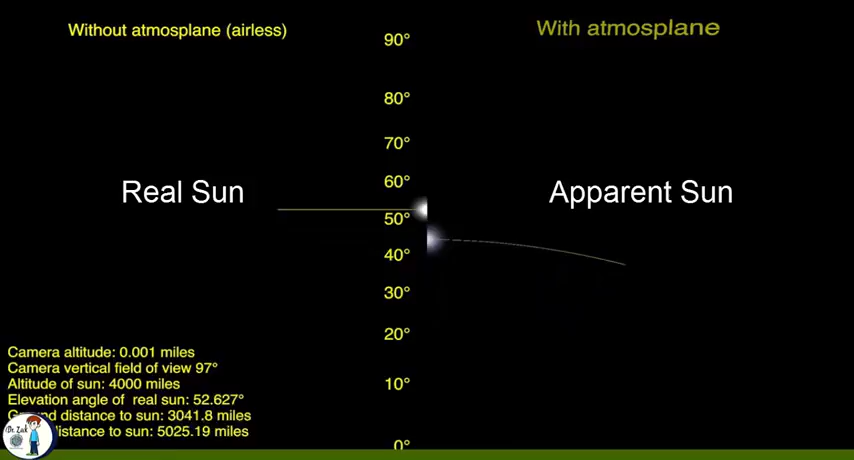 Without atmosplane (airless)
With atmosplane
90°
80°
70°
60°
50°
40°
30°
20°
10°
0°
Real Sun
Apparent Sun
Camera altitude: 0.001 miles
Camera vertical field of view 97°
Altitude of sun: 4000 miles
Elevation angle of real sun: 52.627°
distance to sun: 3041.8 miles
distance to sun: 5025.19 miles
Dr. Zack